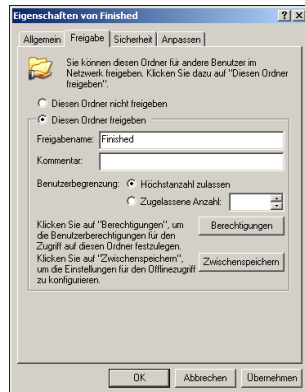 Eigenschaften von Finished
Allgemein Freigabe Sicherheit Anpassen
Sie können diesen Ordner für andere Benutzer im
Netzwerk freigeben. Klicken Sie dazu auf "Diesen Ordner
freigeben".
Diesen Ordner nicht freigeben
Diesen Ordner freigeben
Freigabename: Finished
Kommentar:
Benutzerbegrenzung: Höchstanzahl zulassen
Zugelassene Anzahl:
Klicken Sie auf "Berechtigungen", um
die Benutzerberechtigungen für den
Zugriff auf diesen Ordner festzulegen.
Berechtigungen
Klicken Sie auf "Zwischenspeichern",
um die Einstellungen für den Offlinezugriff
zu konfigurieren.
Zwischenspeichern
OK Abbrechen Übernehmen